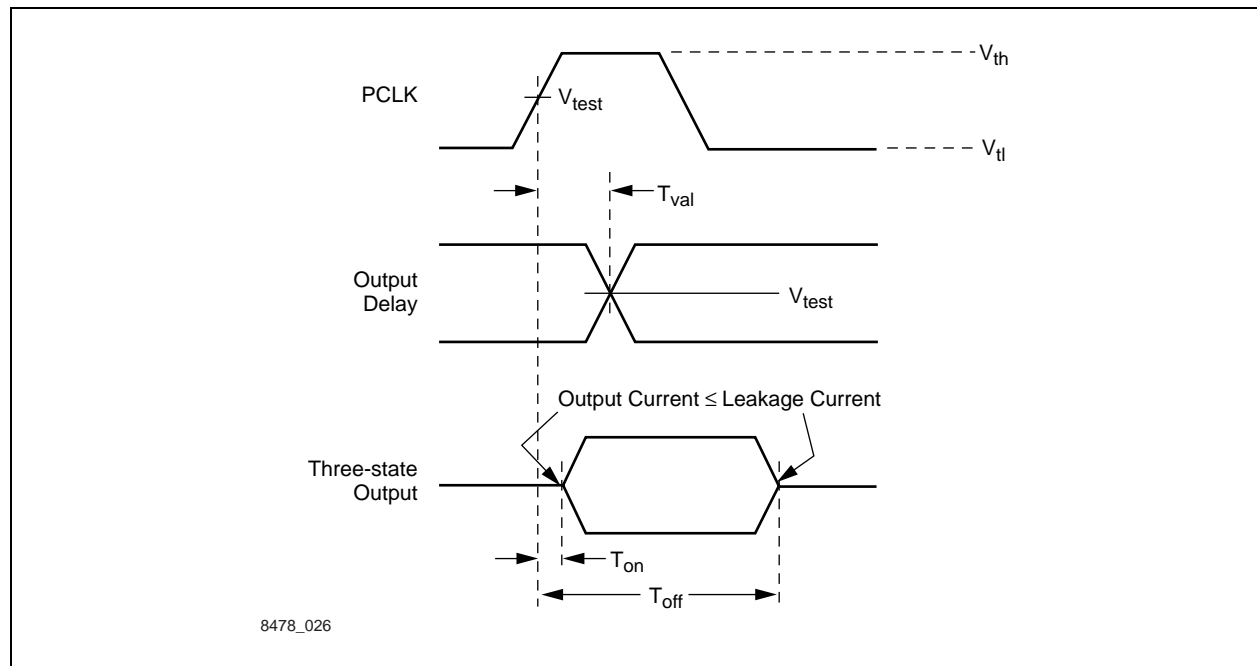 PCLK
V_test
V_th
V_tl
T_val
Output
Delay
V_test
Output Current ≤ Leakage Current
Three-state
Output
T_on
T_off
8478_026